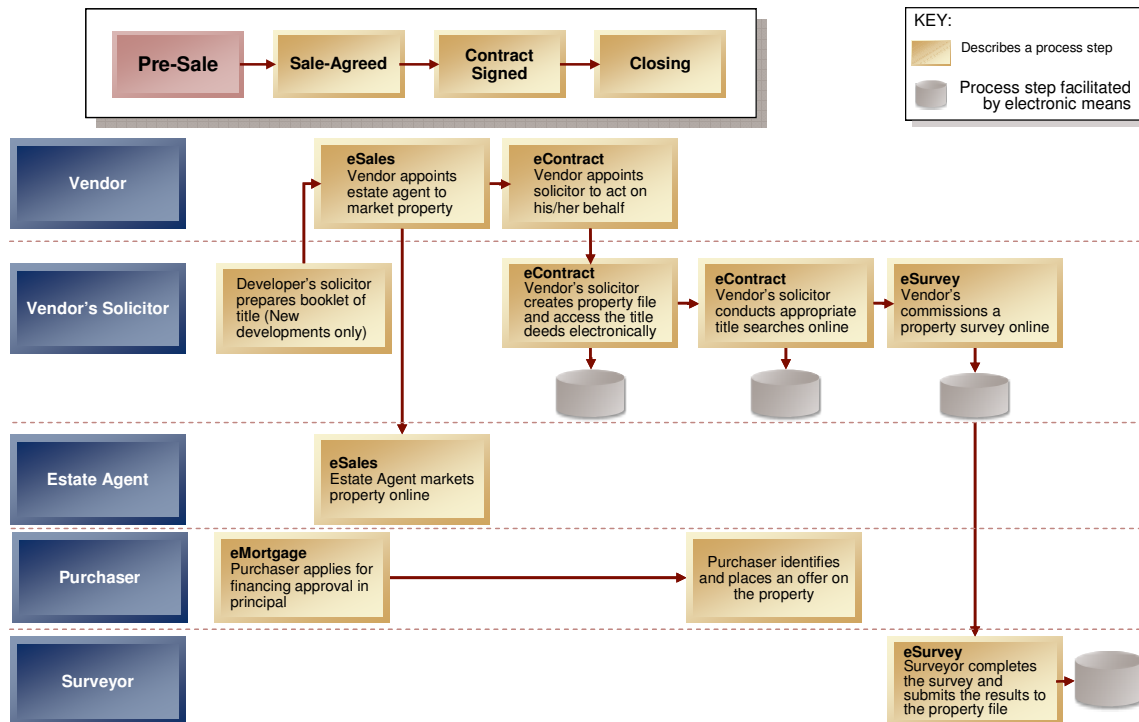 Pre-Sale
Sale-Agreed
Contract
Signed
Closing
KEY:
Describes a process step
Process step facilitated
by electronic means
Vendor
eSales
Vendor appoints
estate agent to
market property
eContract
Vendor appoints
solicitor to act on
his/her behalf
Vendor's Solicitor
Developer's solicitor
prepares booklet of
title (New
developments only)
eContract
Vendor's solicitor
creates property file
and access the title
deeds electronically
eContract
Vendor's solicitor
conducts appropriate
title searches online
eSurvey
Vendor's
commissions a
property survey online
Estate Agent
eSales
Estate Agent markets
property online
Purchaser
eMortgage
Purchaser applies for
financing approval in
principal
Purchaser identifies
and places an offer on
the property
Surveyor
eSurvey
Surveyor completes
the survey and
submits the results to
the property file